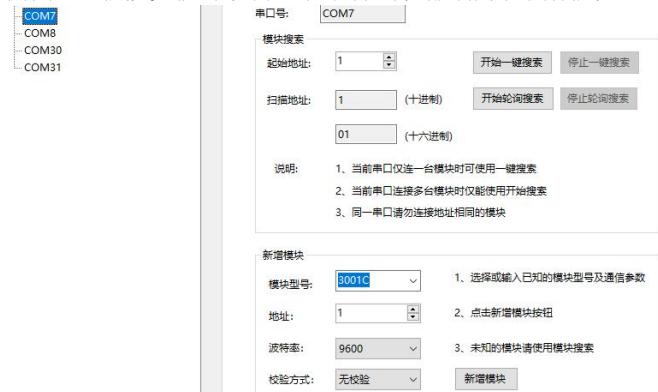 COM7
COM8
COM30
COM31
串口号: COM7
模块搜索
起始地址: 1 开始一键搜索 停止一键搜索
扫描地址: 1 (十进制) 开始轮询搜索 停止轮询搜索
01 (十六进制)
说明: 1、当前串口仅连一台模块时可使用一键搜索
2、当前串口连接多台模块时仅能使用开始搜索
3、同一串口请勿连接地址相同的模块
新增模块
模块型号: 3001C 1、选择或输入已知的模块型号及通信参数
地址: 1 2、点击新增模块按钮
波特率: 9600 3、未知的模块请使用模块搜索
校验方式: 无校验 新增模块